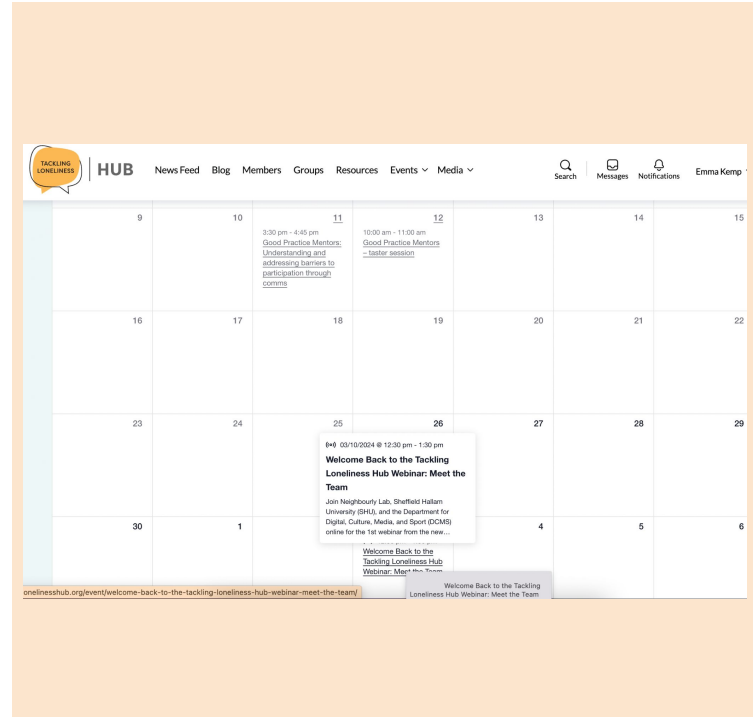 TACKLING
LONELINESS
HUB
News Feed Blog Members Groups Resources Events Media
Search
Messages
Notifications
Emma Kemp
9 10 11 12 13 14 15
3:30 pm - 4:45 pm
Good Practice Mentors:
Understanding and
addressing barriers to
participation through
comms
10:00 am - 11:00 am
Good Practice Mentors
– taster session
16 17 18 19 20 21 22
23 24 25 26 27 28 29
03/10/2024 @ 12:30 pm - 1:30 pm
Welcome Back to the Tackling
Loneliness Hub Webinar: Meet the
Team
Join Neighbourly Lab, Sheffield Hallam
University (SHU), and the Department for
Digital, Culture, Media, and Sport (DCMS)
online for the 1st webinar from the new…
30 1 4 5 6
Welcome Back to the
Tackling Loneliness Hub
Webinar: Meet the Team
Welcome Back to the Tackling
Loneliness Hub Webinar: Meet the Team
onelinesshub.org/event/welcome-back-to-the-tackling-loneliness-hub-webinar-meet-the-team/